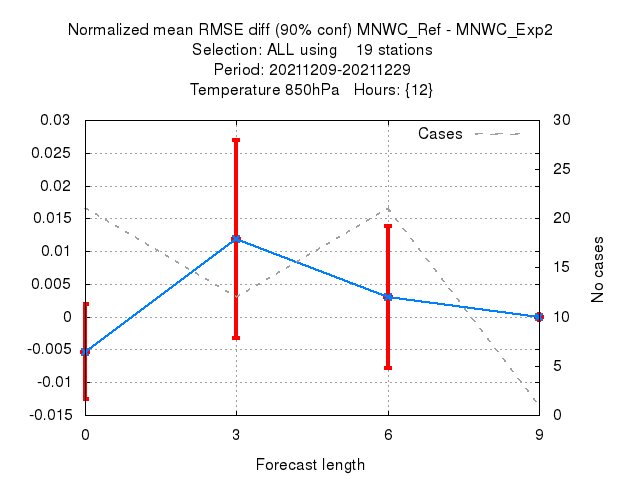 Normalized mean RMSE diff (90% conf) MNWC_Ref - MNWC_Exp2
Selection: ALL using    19 stations
Period: 20211209-20211229
Temperature 850hPa   Hours: {12}
Cases
0.03
0.025
0.02
0.015
0.01
0.005
0
-0.005
-0.01
-0.015
30
25
20
15
10
5
0
No cases
0 3 6 9
Forecast length